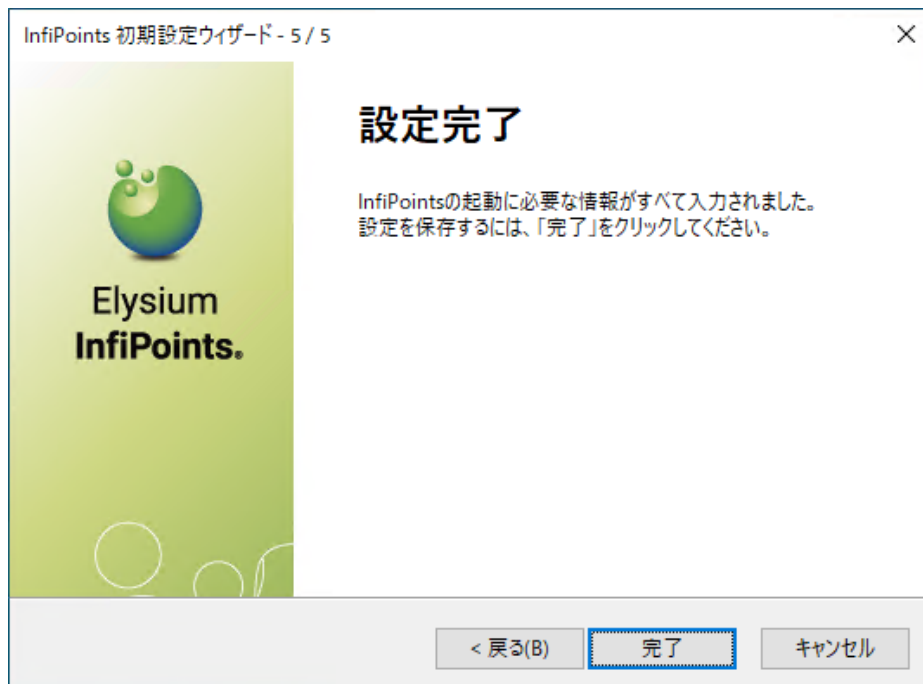 InfiPoints 初期設定ウィザード - 5 / 5
Elysium
InfiPoints®
設定完了
InfiPointsの起動に必要な情報がすべて入力されました。
設定を保存するには、「完了」をクリックしてください。
< 戻る(B)
完了
キャンセル